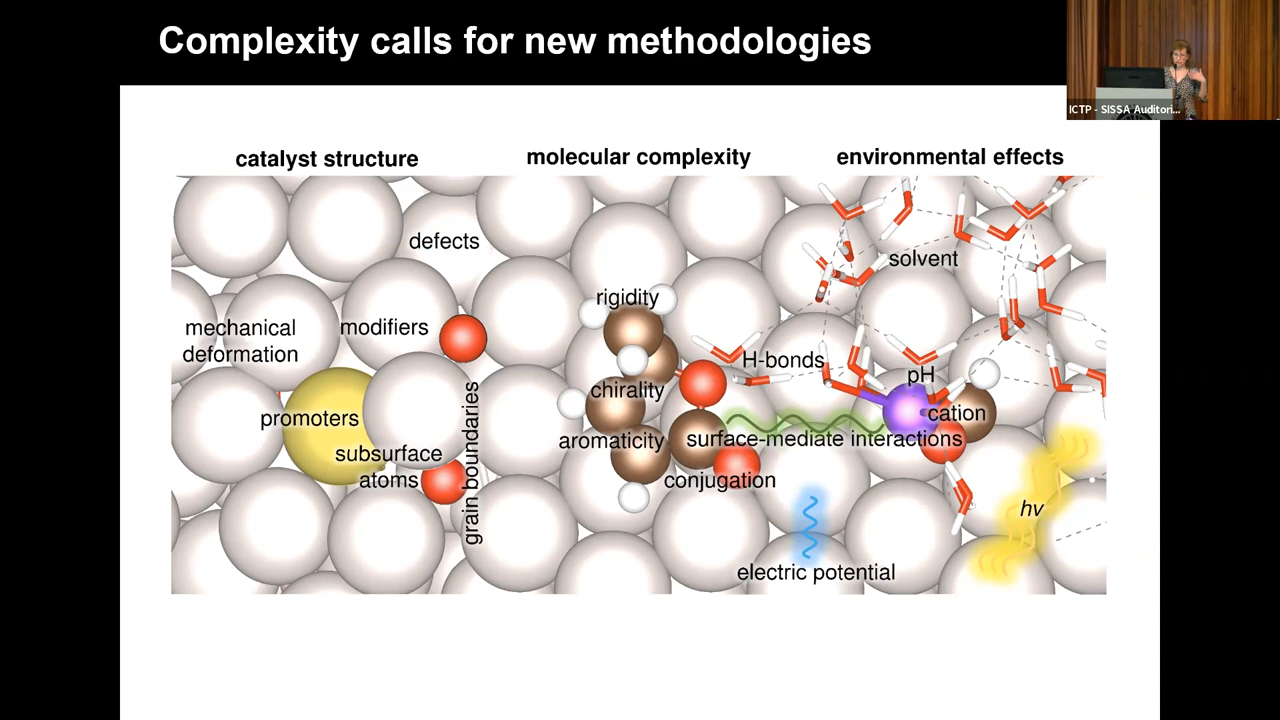 Complexity calls for new methodologies
ICTP - SISSA Auditori...
catalyst structure
molecular complexity
environmental effects
defects
solvent
rigidity
mechanical
deformation
modifiers
H-bonds
pH
chirality
promoters
cation
aromaticity
surface-mediate interactions
subsurface
atoms
grain boundaries
conjugation
hv
electric potential